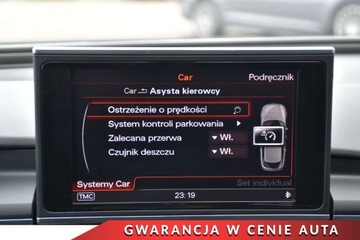 Car
Podręcznik
Car Asysta kierowcy
Ostrzeżenie o prędkości
System kontroli parkowania
Zalecana przerwa Wł.
Czujnik deszczu Wł.
Systemy Car
Set individual
TMC
23:19
GWARANCJA W CENIE AUTA